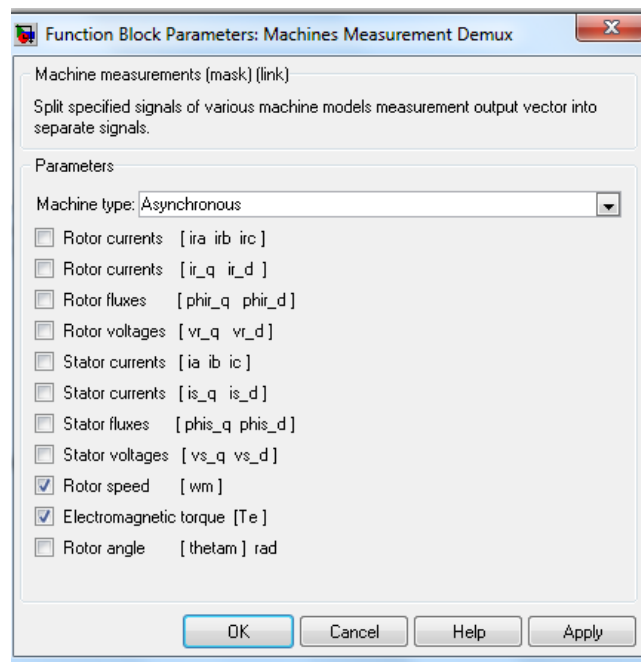 Function Block Parameters: Machines Measurement Demux
Machine measurements (mask) (link)
Split specified signals of various machine models measurement output vector into
separate signals.
Parameters
Machine type: Asynchronous
Rotor currents [ ira irb irc ]
Rotor currents [ ir_q ir_d ]
Rotor fluxes [ phir_q phir_d ]
Rotor voltages [ vr_q vr_d ]
Stator currents [ ia ib ic ]
Stator currents [ is_q is_d ]
Stator fluxes [ phis_q phis_d ]
Stator voltages [ vs_q vs_d ]
Rotor speed [ wm ]
Electromagnetic torque [Te ]
Rotor angle [ thetam ] rad
OK Cancel Help Apply